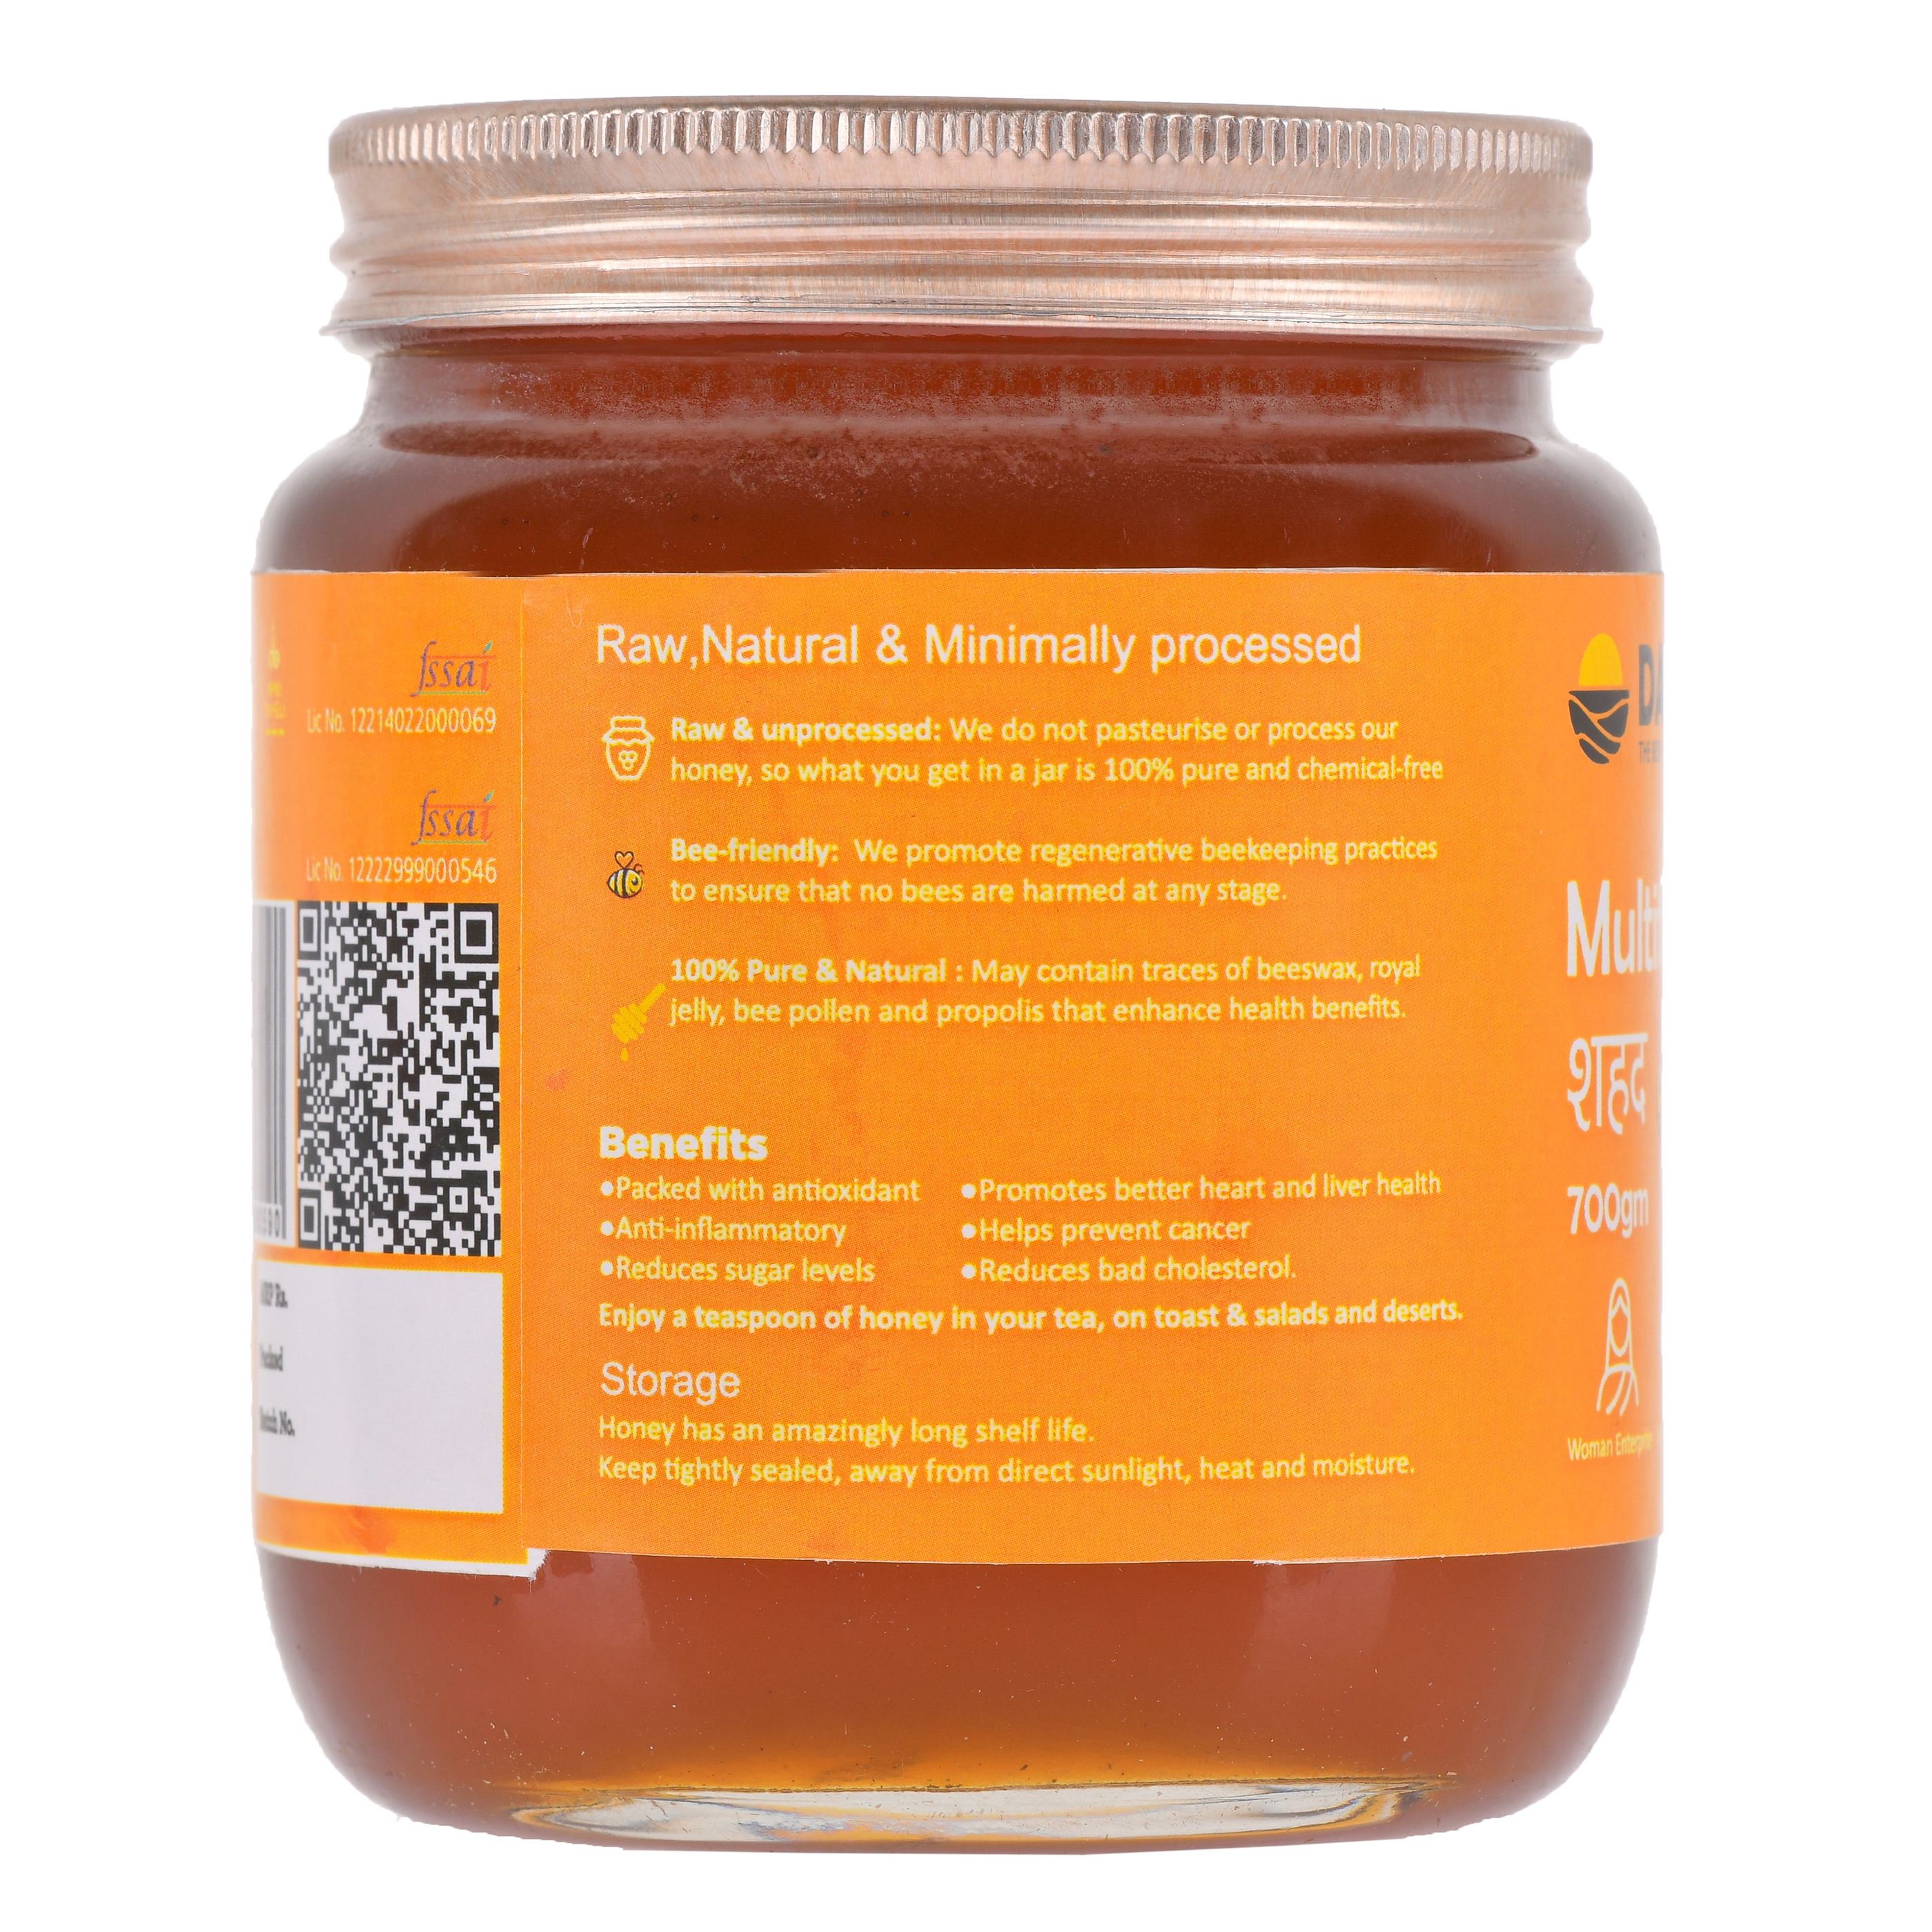 fssai
Lic No. 12214022000069
fssai
Lic No. 12222999000546
Rs.
No.
Raw,Natural & Minimally processed
Raw & unprocessed: We do not pasteurise or process our
honey, so what you get in a jar is 100% pure and chemical-free
Bee-friendly: We promote regenerative beekeeping practices
to ensure that no bees are harmed at any stage.
100% Pure & Natural : May contain traces of beeswax, royal
jelly, bee pollen and propolis that enhance health benefits.
Benefits
•Packed with antioxidant
•Anti-inflammatory
•Reduces sugar levels
•Promotes better heart and liver health
•Helps prevent cancer
•Reduces bad cholesterol.
Enjoy a teaspoon of honey in your tea, on toast & salads and deserts.
Storage
Honey has an amazingly long shelf life.
Keep tightly sealed, away from direct sunlight, heat and moisture.
DA
THE
Multi
शहद
700gm
Woman